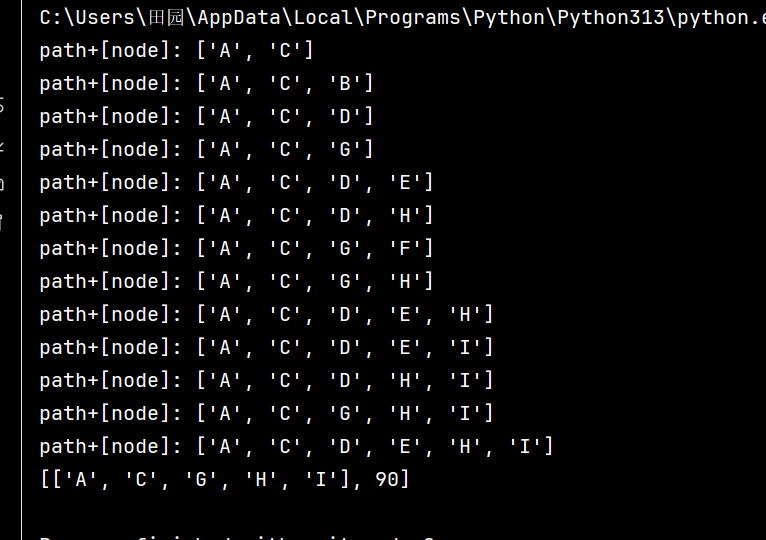 C:\Users\田园\AppData\Local\Programs\Python\Python313\python.e
path+[node]: ['A', 'C']
path+[node]: ['A', 'C', 'B']
path+[node]: ['A', 'C', 'D']
path+[node]: ['A', 'C', 'G']
path+[node]: ['A', 'C', 'D', 'E']
path+[node]: ['A', 'C', 'D', 'H']
path+[node]: ['A', 'C', 'G', 'F']
path+[node]: ['A', 'C', 'G', 'H']
path+[node]: ['A', 'C', 'D', 'E', 'H']
path+[node]: ['A', 'C', 'D', 'E', 'I']
path+[node]: ['A', 'C', 'D', 'H', 'I']
path+[node]: ['A', 'C', 'G', 'H', 'I']
path+[node]: ['A', 'C', 'D', 'E', 'H', 'I']
[['A', 'C', 'G', 'H', 'I'], 90]